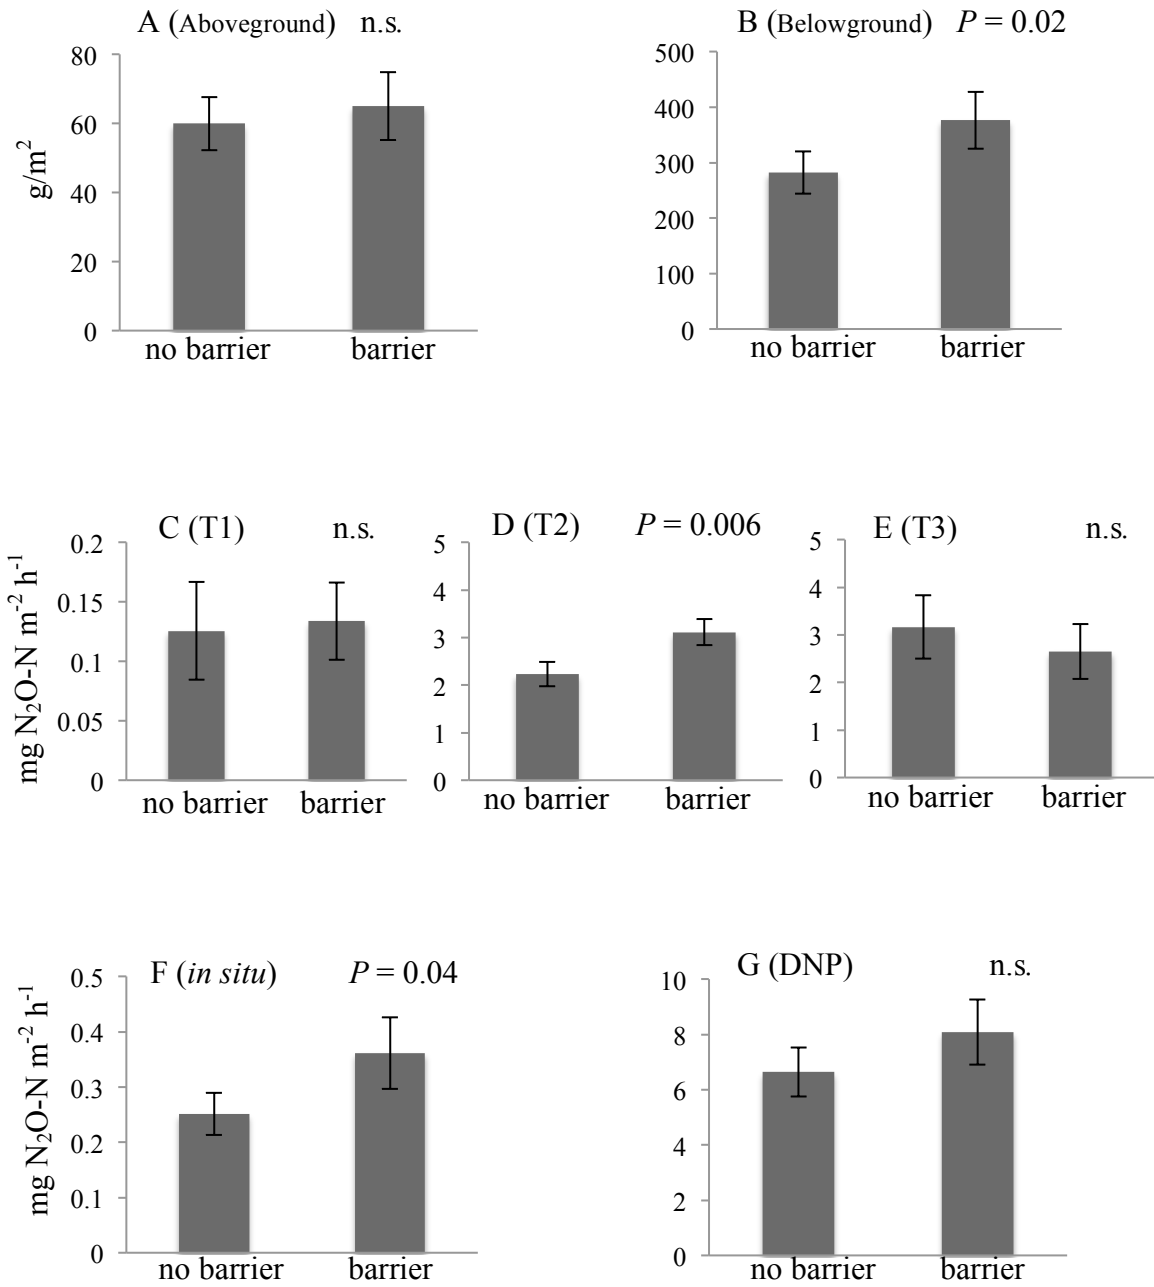 A (Aboveground) n.s.
80
60
40
20
0
g/m²
no barrier barrier
B (Belowground) P = 0.02
500
400
300
200
100
0
no barrier barrier
C (T1) n.s.
0.2
0.15
0.1
0.05
0
mg N₂O-N m⁻² h⁻¹
no barrier barrier
D (T2) P = 0.006
5
4
3
2
1
0
no barrier barrier
E (T3) n.s.
5
4
3
2
1
0
no barrier barrier
F (in situ) P = 0.04
0.5
0.4
0.3
0.2
0.1
0
mg N₂O-N m⁻² h⁻¹
no barrier barrier
G (DNP) n.s.
10
8
6
4
2
0
no barrier barrier